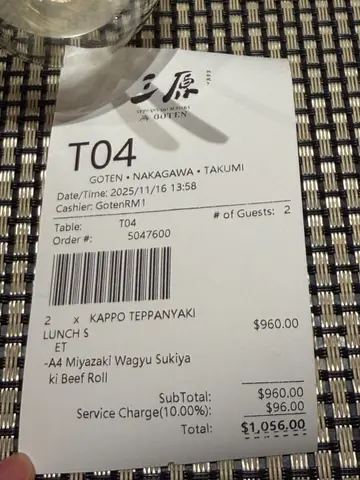 三原
GOTEN
T04
GOTEN • NAKAGAWA • TAKUMI
Date/Time: 2025/11/16 13:58
Cashier: GotenRM1
# of Guests: 2
Table: T04
Order #: 5047600
2 x KAPPO TEPPANYAKI
LUNCH S
ET
$960.00
-A4 Miyazaki Wagyu Sukiya
ki Beef Roll
SubTotal: $960.00
Service Charge(10.00%): $96.00
Total: $1,056.00